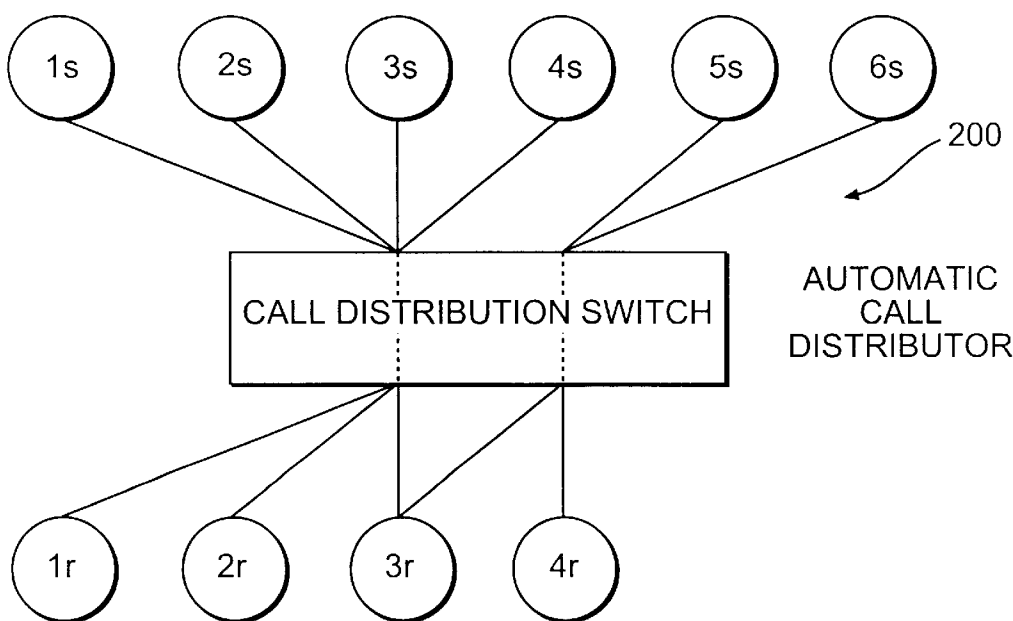 1s 2s 3s 4s 5s 6s
200
CALL DISTRIBUTION SWITCH
AUTOMATIC
CALL
DISTRIBUTOR
1r 2r 3r 4r